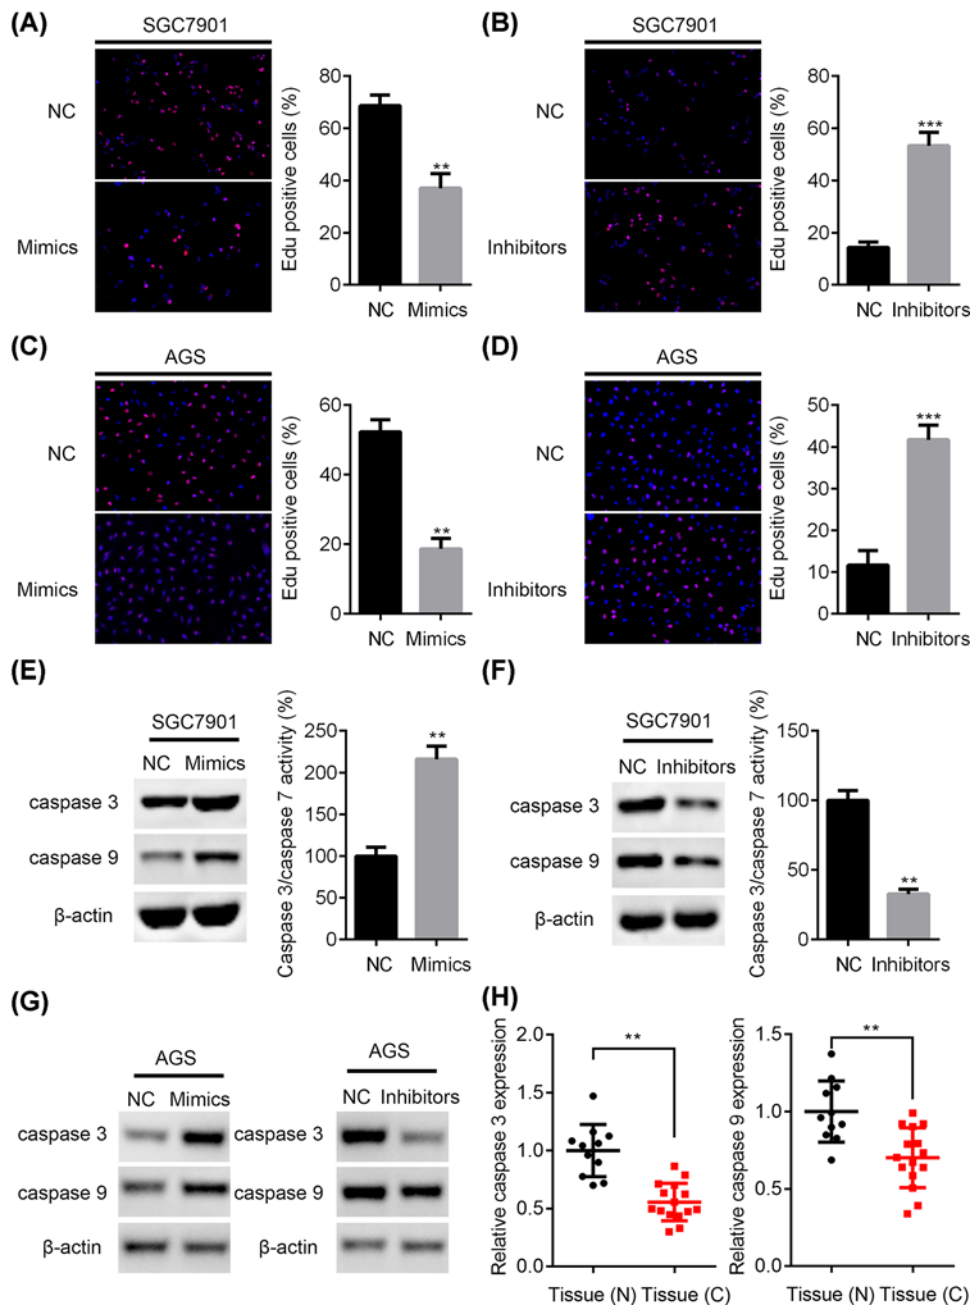 (A)
SGC7901
NC
Mimics
Edu positive cells (%)
80
60
40
20
0
**
NC Mimics
(B)
SGC7901
NC
Inhibitors
Edu positive cells (%)
80
60
40
20
0
***
NC Inhibitors
(C)
AGS
NC
Mimics
Edu positive cells (%)
60
40
20
0
**
NC Mimics
(D)
AGS
NC
Inhibitors
Edu positive cells (%)
50
40
30
20
10
0
***
NC Inhibitors
(E)
SGC7901
NC Mimics
caspase 3
caspase 9
β-actin
Caspase 3/caspase 7 activity (%)
250
200
150
100
50
0
**
NC Mimics
(F)
SGC7901
NC Inhibitors
caspase 3
caspase 9
β-actin
Caspase 3/caspase 7 activity (%)
150
100
50
0
**
NC Inhibitors
(G)
AGS
NC Mimics
caspase 3
caspase 9
β-actin
AGS
NC Inhibitors
caspase 3
caspase 9
β-actin
(H)
Relative caspase 3 expression
2.0
1.5
1.0
0.5
0.0
**
Tissue (N) Tissue (C)
Relative caspase 9 expression
1.5
1.0
0.5
0.0
**
Tissue (N) Tissue (C)